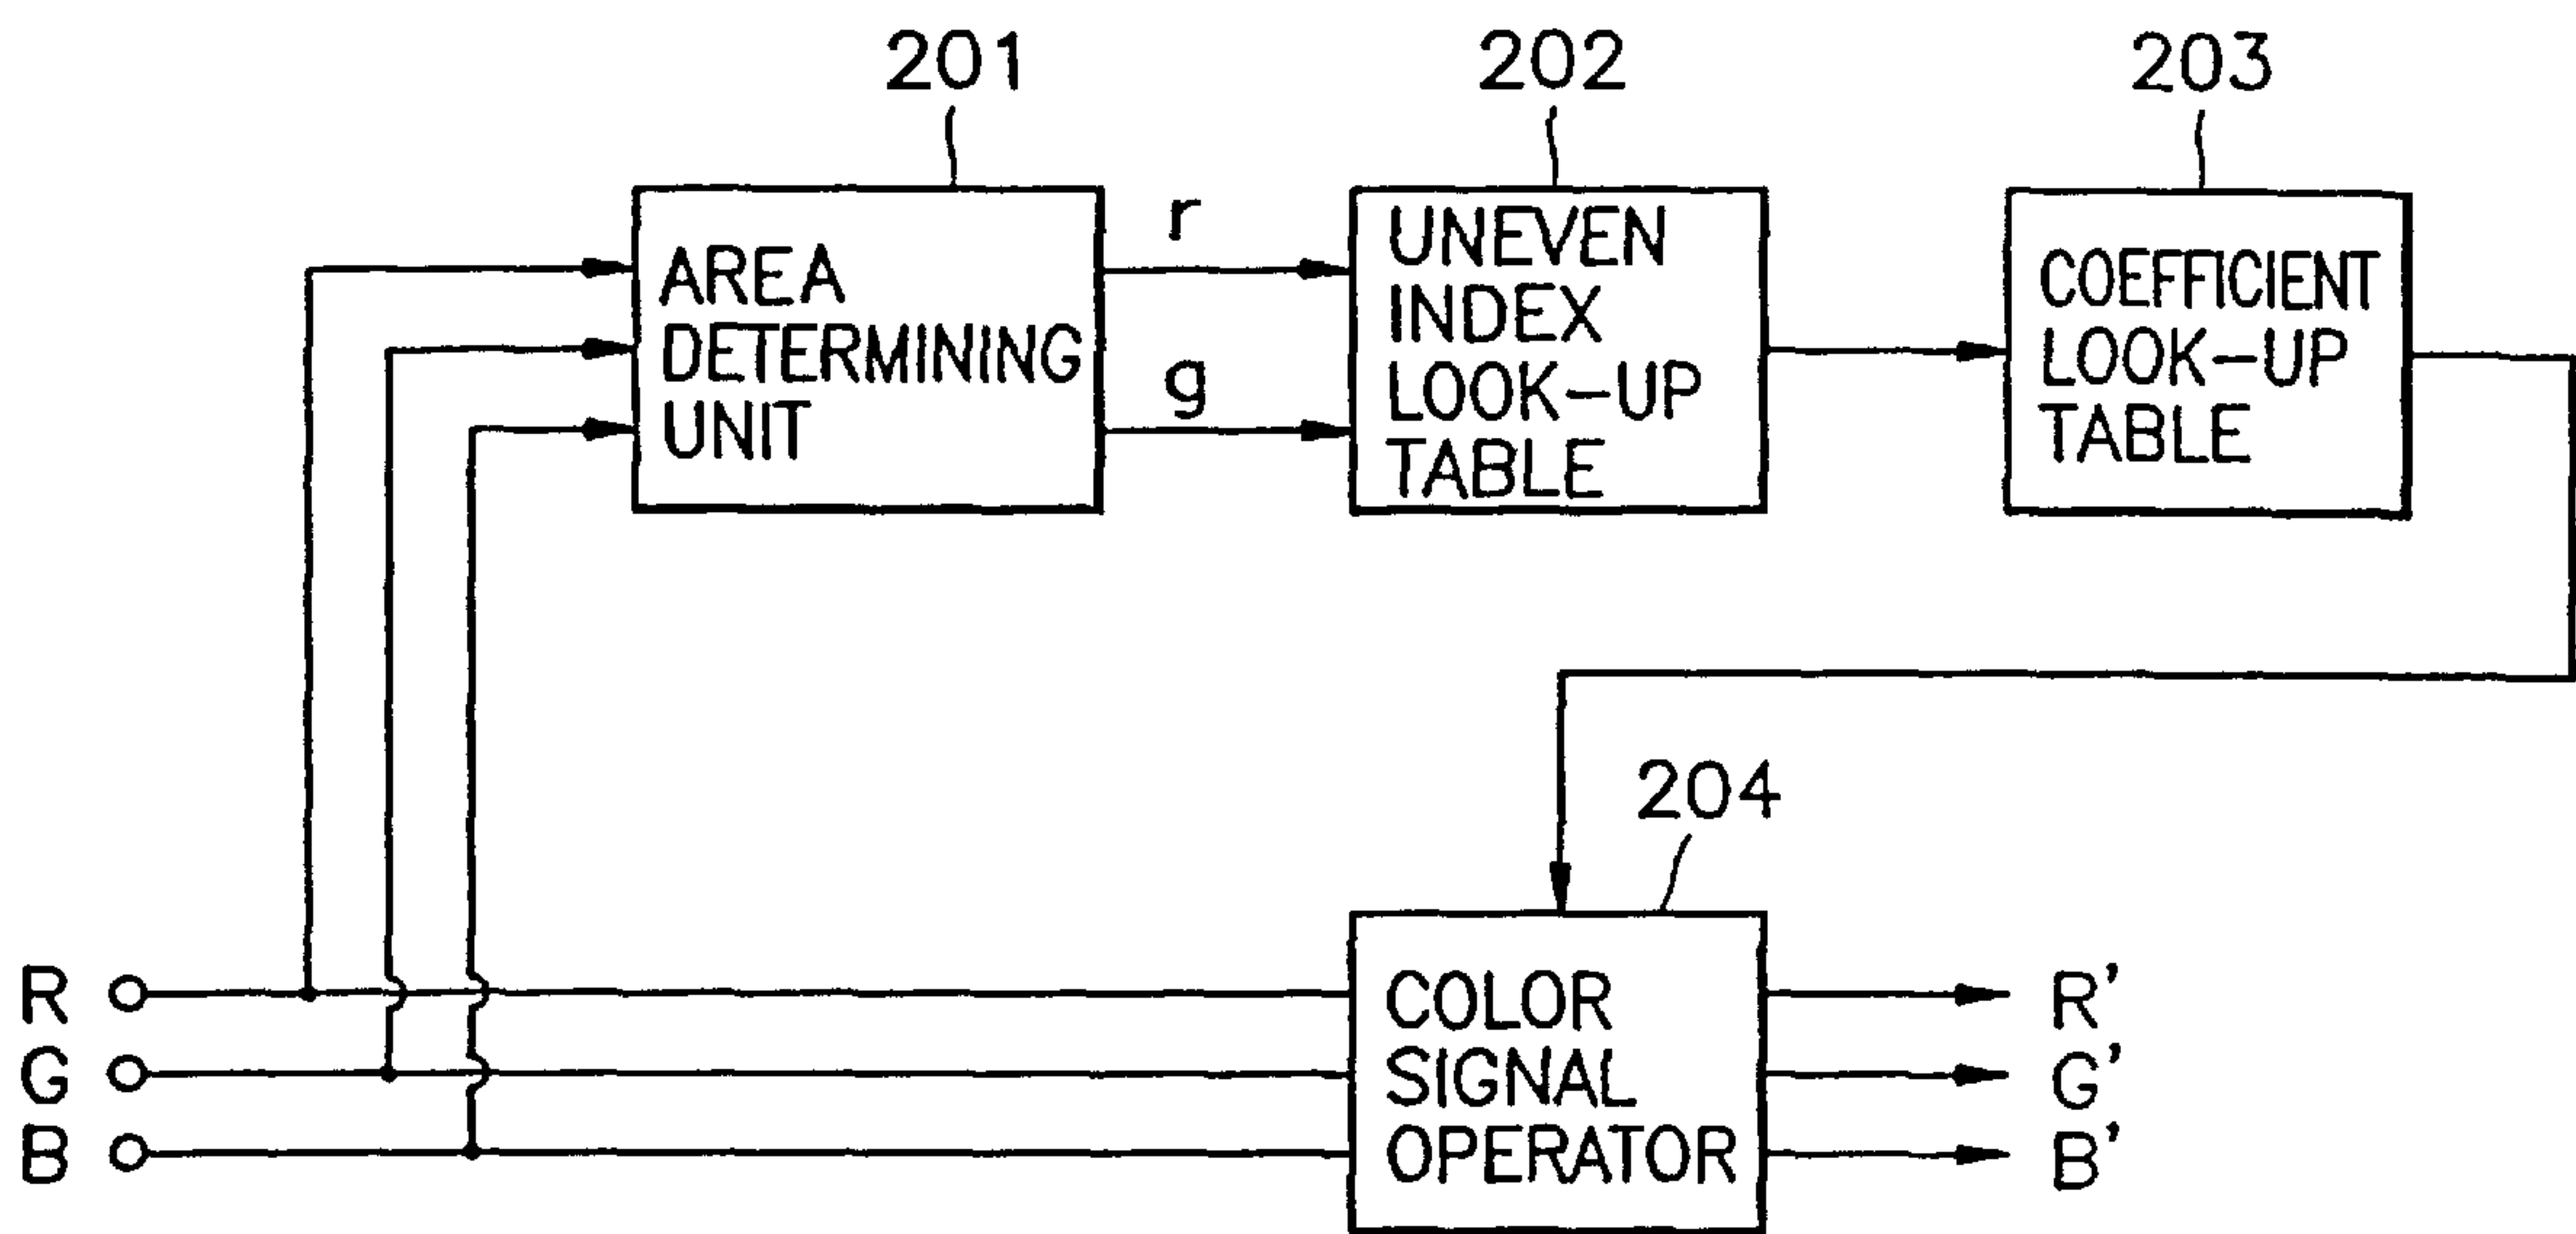 201
202
203
AREA
DETERMINING
UNIT
r
g
UNEVEN
INDEX
LOOK-UP
TABLE
COEFFICIENT
LOOK-UP
TABLE
204
R
G
B
COLOR
SIGNAL
OPERATOR
R'
G'
B'